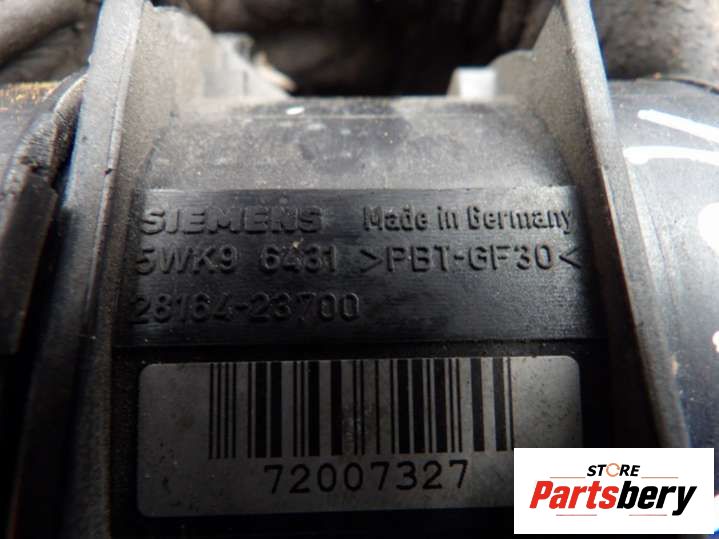 SIEMENS Made in Germany
5WK9 6431 >PBT-GF30<
28164-23700
72007327
STORE
Partsbery